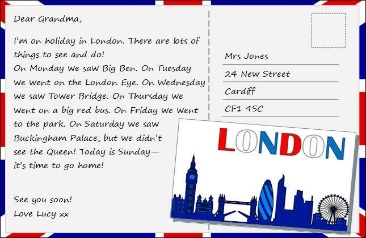 Dear Grandma,
I'm on holiday in London. There are lots of
things to see and do!
On Monday we saw Big Ben. On Tuesday
we went on the London Eye. On Wednesday
we saw Tower Bridge. On Thursday we
went on a big red bus. On Friday we went
to the park. On Saturday we saw
Buckingham Palace, but we didn't
see the Queen! Today is Sunday—
it's time to go home!
See you soon!
Love Lucy xx
Mrs Jones
24 New Street
Cardiff
CF1 4SC
LONDON